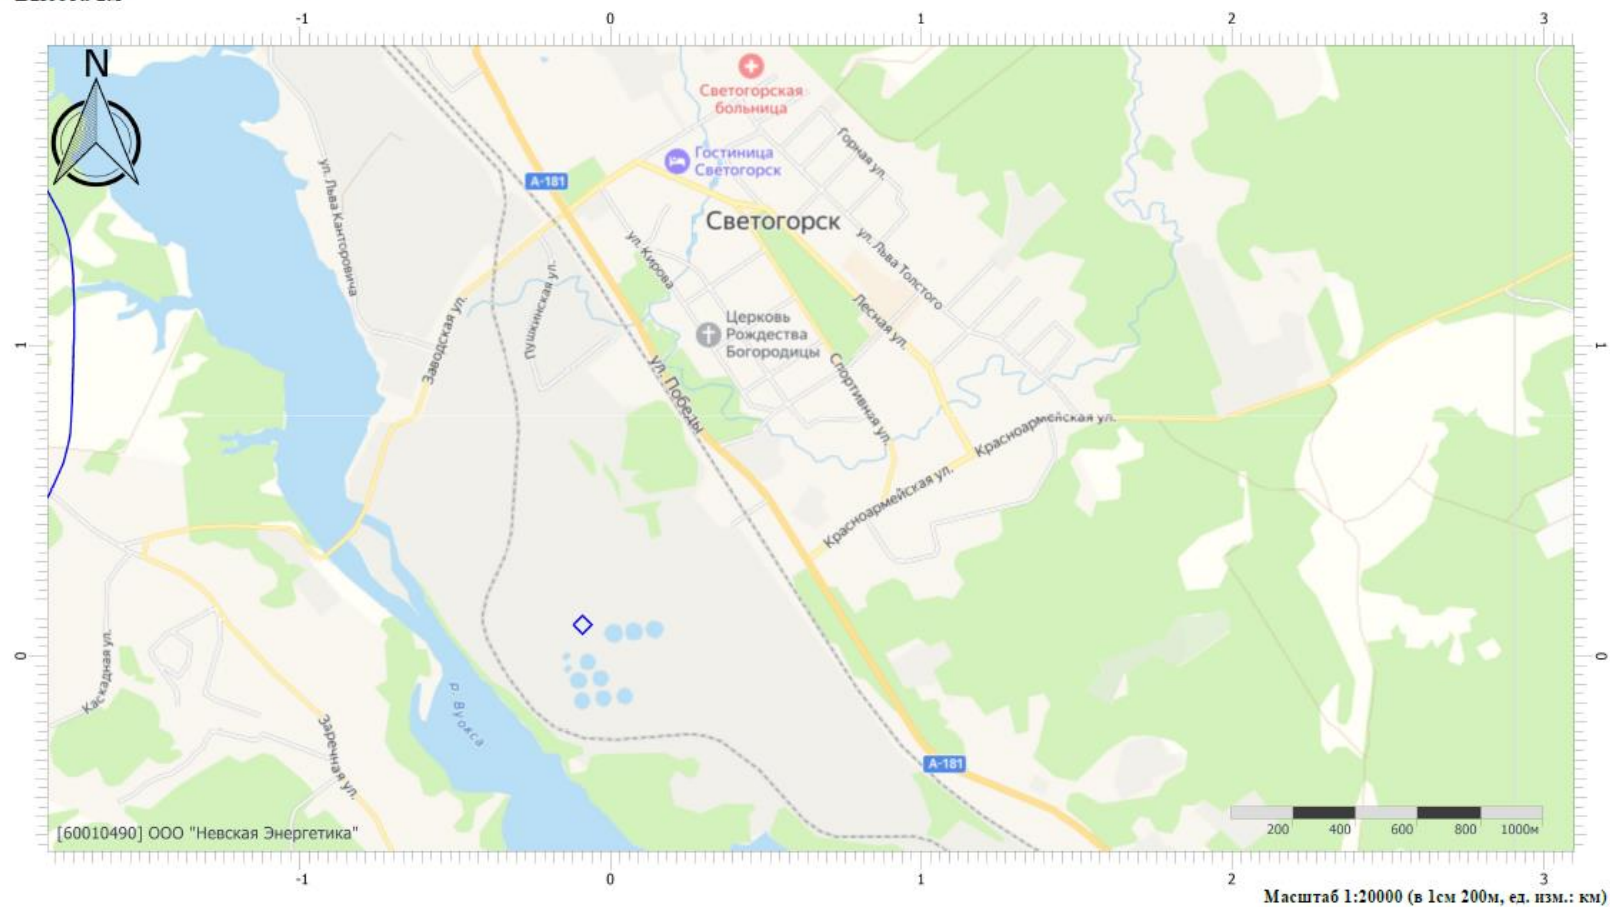 -1 0 1 2 3
N
Светогорская
больница
Горная ул.
Гостиница
Светогорск
А-181
Светогорск
ул. Льва Канторовича
ул. Кирова
ул. Льва Толстого
Пушкинская ул.
Заводская ул.
Лесная ул.
Церковь
Рождества
Богородицы
1
1
ул. Победы
Спортивная ул.
Красноармейская ул.
Красноармейская ул.
0
0
Каскадная ул.
р. Вуокса
Заречная ул.
А-181
[60010490] ООО "Невская Энергетика"
200 400 600 800 1000м
-1 0 1 2 3
Масштаб 1:20000 (в 1см 200м, ед. изм.: км)